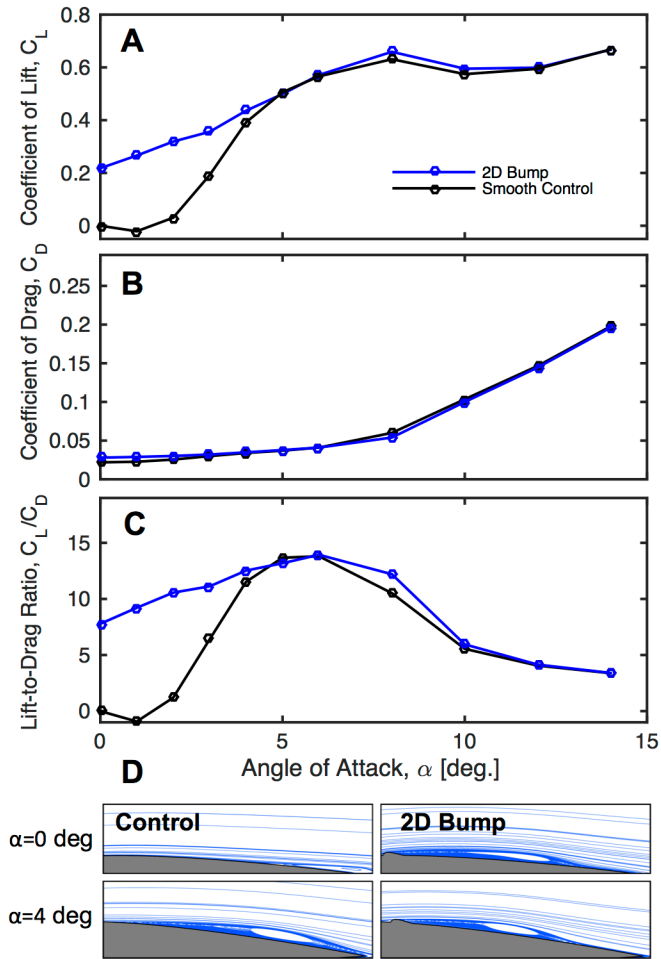 A
Coefficient of Lift, C_L
0.8
0.6
0.4
0.2
0
2D Bump
Smooth Control
B
Coefficient of Drag, C_D
0.25
0.2
0.15
0.1
0.05
0
C
Lift-to-Drag Ratio, C_L/C_D
15
10
5
0
0
5
10
15
Angle of Attack, α [deg.]
D
Control
2D Bump
α=0 deg
α=4 deg